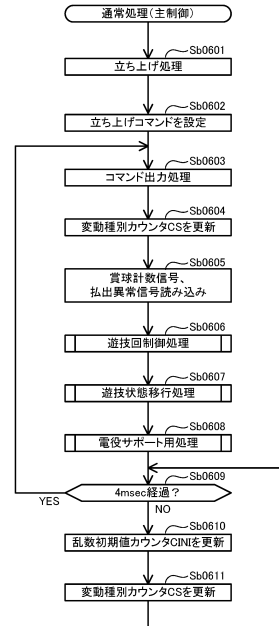 通常処理(主制御)
Sb0601
立ち上げ処理
Sb0602
立ち上げコマンドを設定
Sb0603
コマンド出力処理
Sb0604
変動種別カウンタCSを更新
Sb0605
賞球計数信号、
払出異常信号読み込み
Sb0606
遊技回制御処理
Sb0607
遊技状態移行処理
Sb0608
電役サポート用処理
Sb0609
4msec経過？
YES
NO
Sb0610
乱数初期値カウンタCINIを更新
Sb0611
変動種別カウンタCSを更新